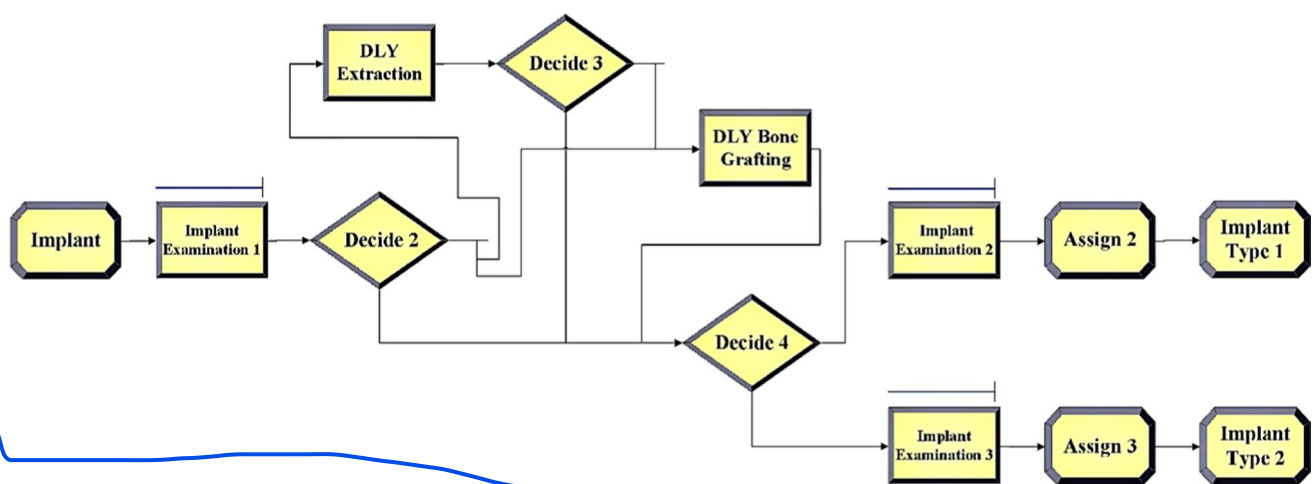 DLY
Extraction
Decide 3
DLY Bone
Grafting
Implant
Implant
Examination 1
Decide 2
Implant
Examination 2
Assign 2
Implant
Type 1
Decide 4
Implant
Examination 3
Assign 3
Implant
Type 2